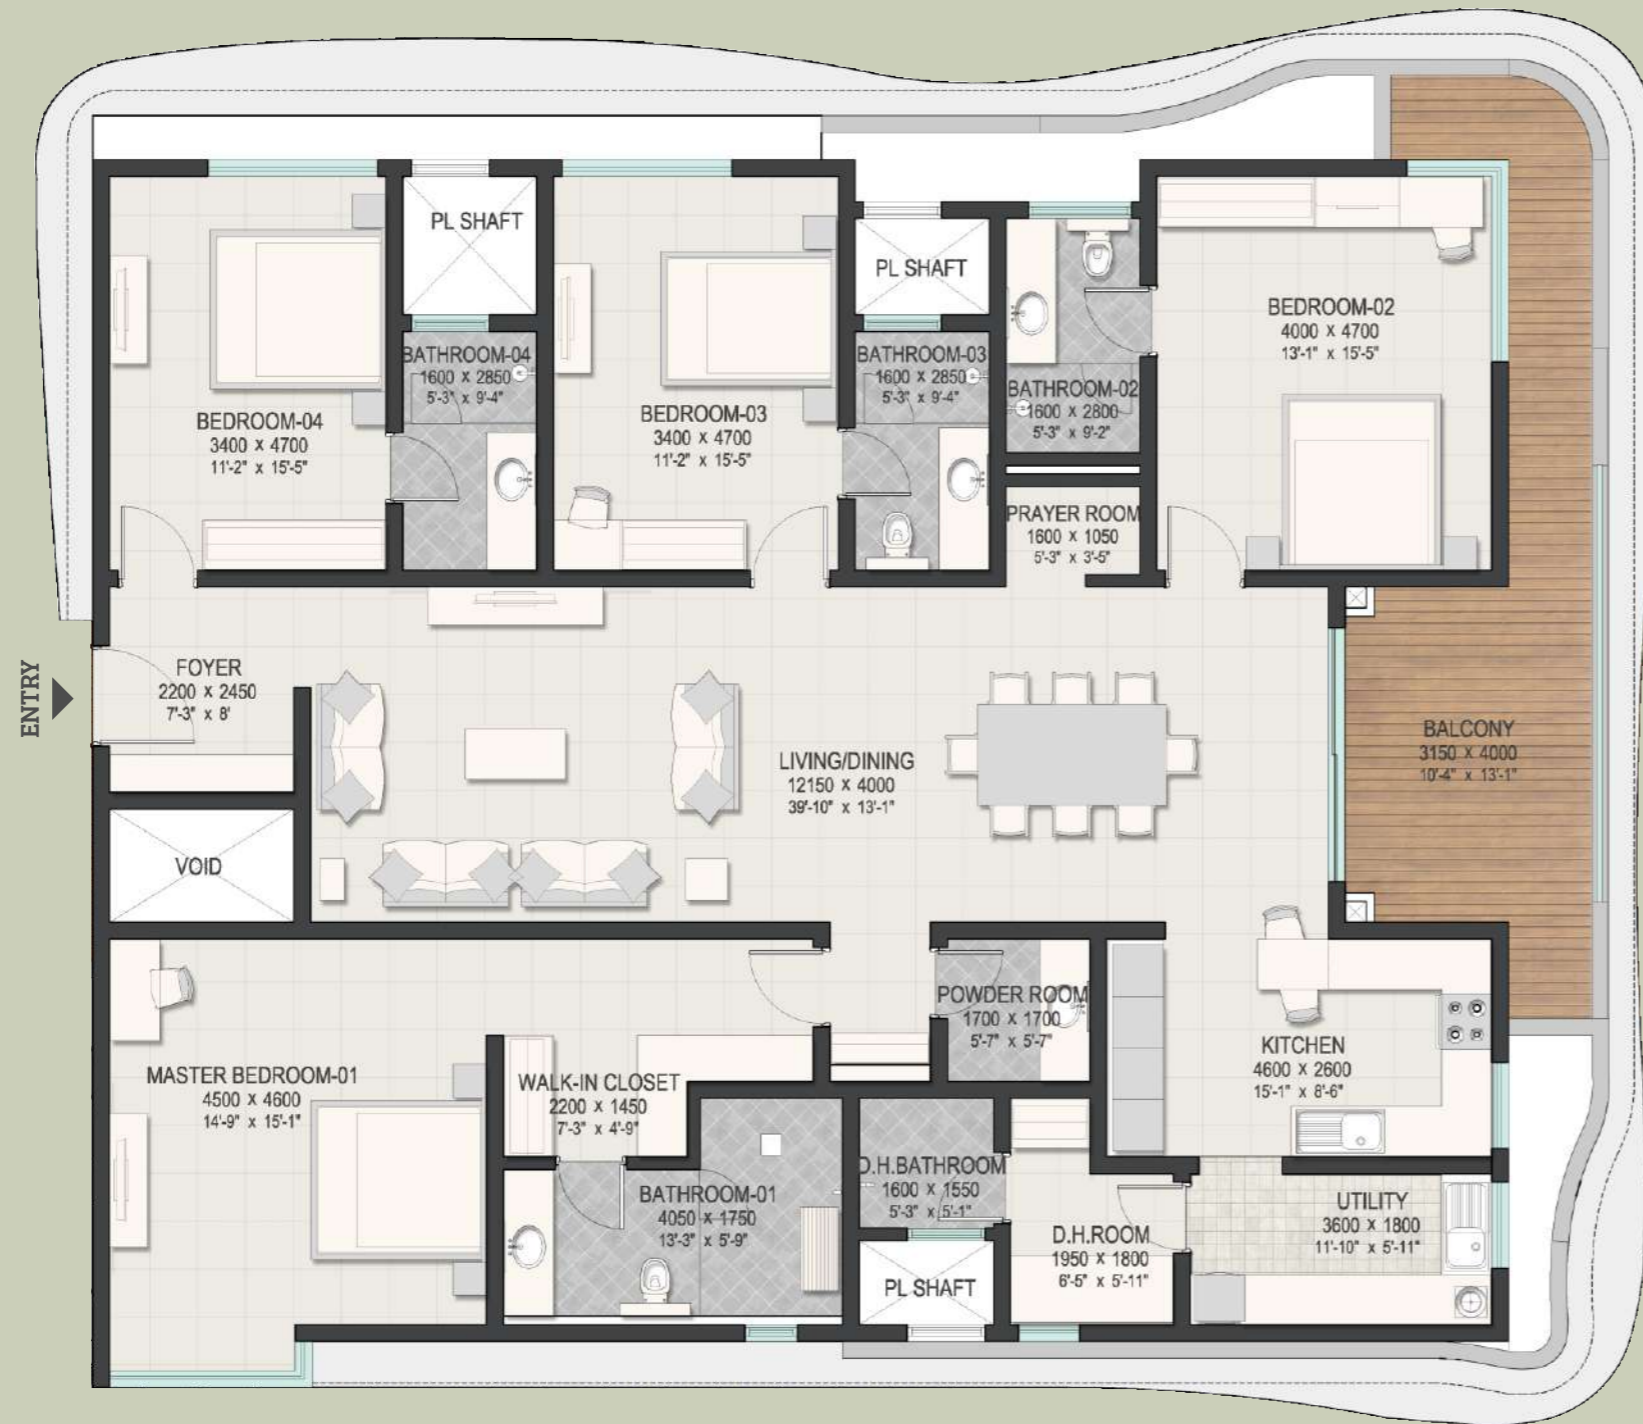 PL SHAFT
PL SHAFT
BEDROOM-02
4000 X 4700
13'-1" x 15'-5"
BATHROOM-04
1600 X 2850
5'-3" x 9'-4"
BATHROOM-03
1600 X 2850
5'-3" x 9'-4"
BATHROOM-02
1600 X 2800
5'-3" x 9'-2"
BEDROOM-04
3400 X 4700
11'-2" x 15'-5"
BEDROOM-03
3400 X 4700
11'-2" x 15'-5"
PRAYER ROOM
1600 X 1050
5'-3" x 3'-5"
ENTRY
FOYER
2200 X 2450
7'-3" x 8'
LIVING/DINING
12150 X 4000
39'-10" x 13'-1"
BALCONY
3150 X 4000
10'-4" x 13'-1"
VOID
POWDER ROOM
1700 X 1700
5'-7" x 5'-7"
KITCHEN
4600 X 2600
15'-1" x 8'-6"
MASTER BEDROOM-01
4500 X 4600
14'-9" x 15'-1"
WALK-IN CLOSET
2200 X 1450
7'-3" x 4'-9"
D.H.BATHROOM
1600 X 1550
5'-3" x 5'-1"
BATHROOM-01
4050 X 1750
13'-3" x 5'-9"
UTILITY
3600 X 1800
11'-10" x 5'-11"
D.H.ROOM
1950 X 1800
6'-5" x 5'-11"
PL SHAFT